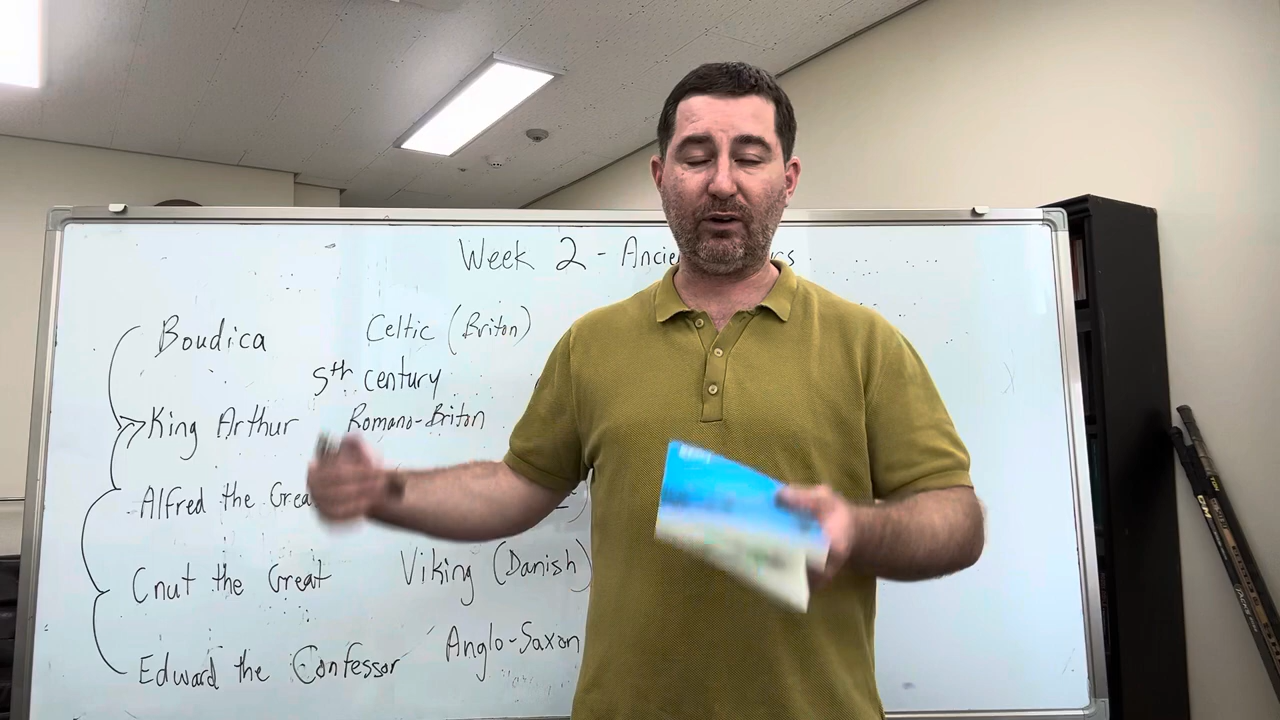 Week 2 - Ancie
Boudica Celtic (Briton)
5th century
King Arthur Romano-Briton
Alfred the Grea
Cnut the Great Viking (Danish)
Edward the Confessor Anglo-Saxon